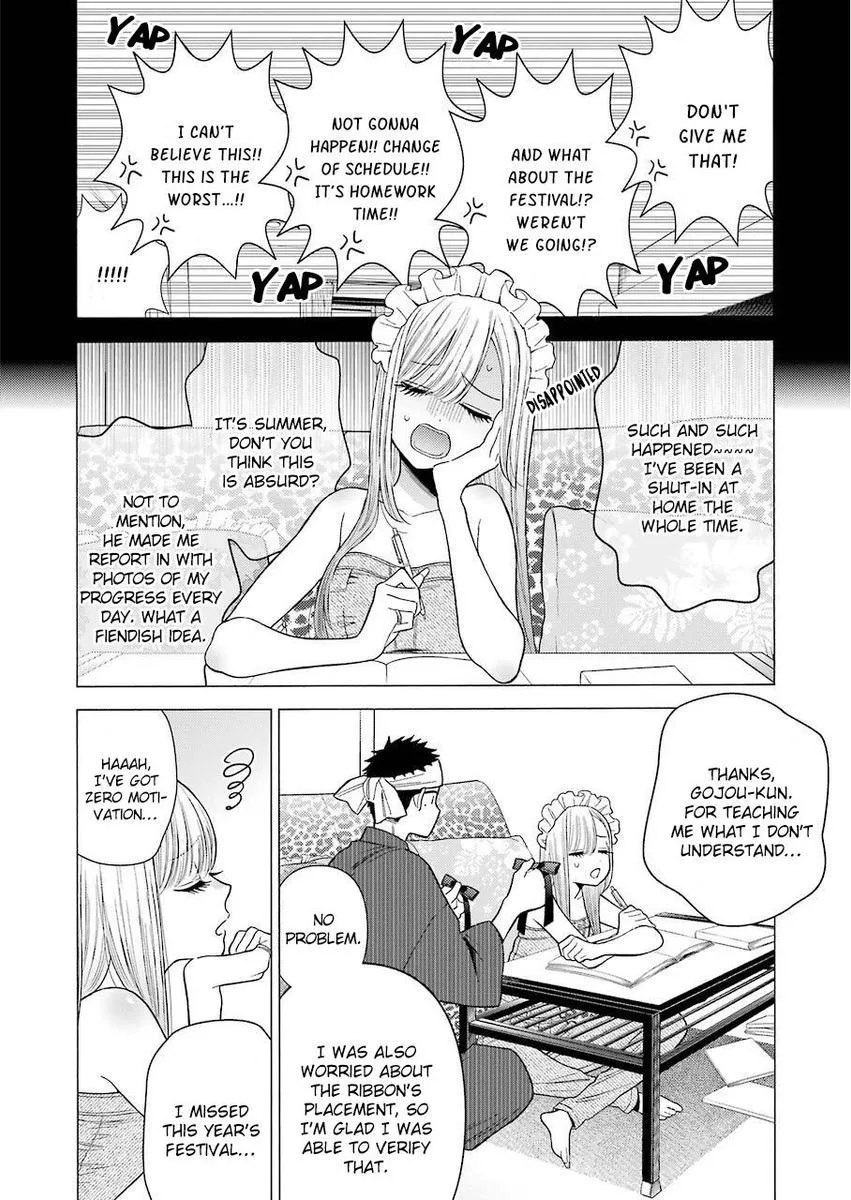 YAP
YAP
DON'T
GIVE ME
THAT!
AND WHAT
ABOUT THE
FESTIVAL!?
WEREN'T
WE GOING!?
NOT GONNA
HAPPEN!! CHANGE
OF SCHEDULE!!
IT'S HOMEWORK
TIME!!
I CAN'T
BELIEVE THIS!!
THIS IS THE
WORST...!!
!!!!!
YAP
YAP
DISAPPOINTED
SUCH AND SUCH
HAPPENED~~~~
I'VE BEEN A
SHUT-IN AT
HOME THE
WHOLE TIME.
IT'S SUMMER,
DON'T YOU
THINK THIS
IS ABSURD?
NOT TO
MENTION,
HE MADE ME
REPORT IN WITH
PHOTOS OF MY
PROGRESS EVERY
DAY. WHAT A
FIENDISH IDEA.
THANKS,
GOJOU-KUN.
FOR TEACHING
ME WHAT I DON'T
UNDERSTAND...
NO
PROBLEM.
I WAS ALSO
WORRIED ABOUT
THE RIBBON'S
PLACEMENT, SO
I'M GLAD I WAS
ABLE TO VERIFY
THAT.
HAAAH,
I'VE GOT
ZERO MOTI-
VATION...
I MISSED
THIS YEAR'S
FESTIVAL...